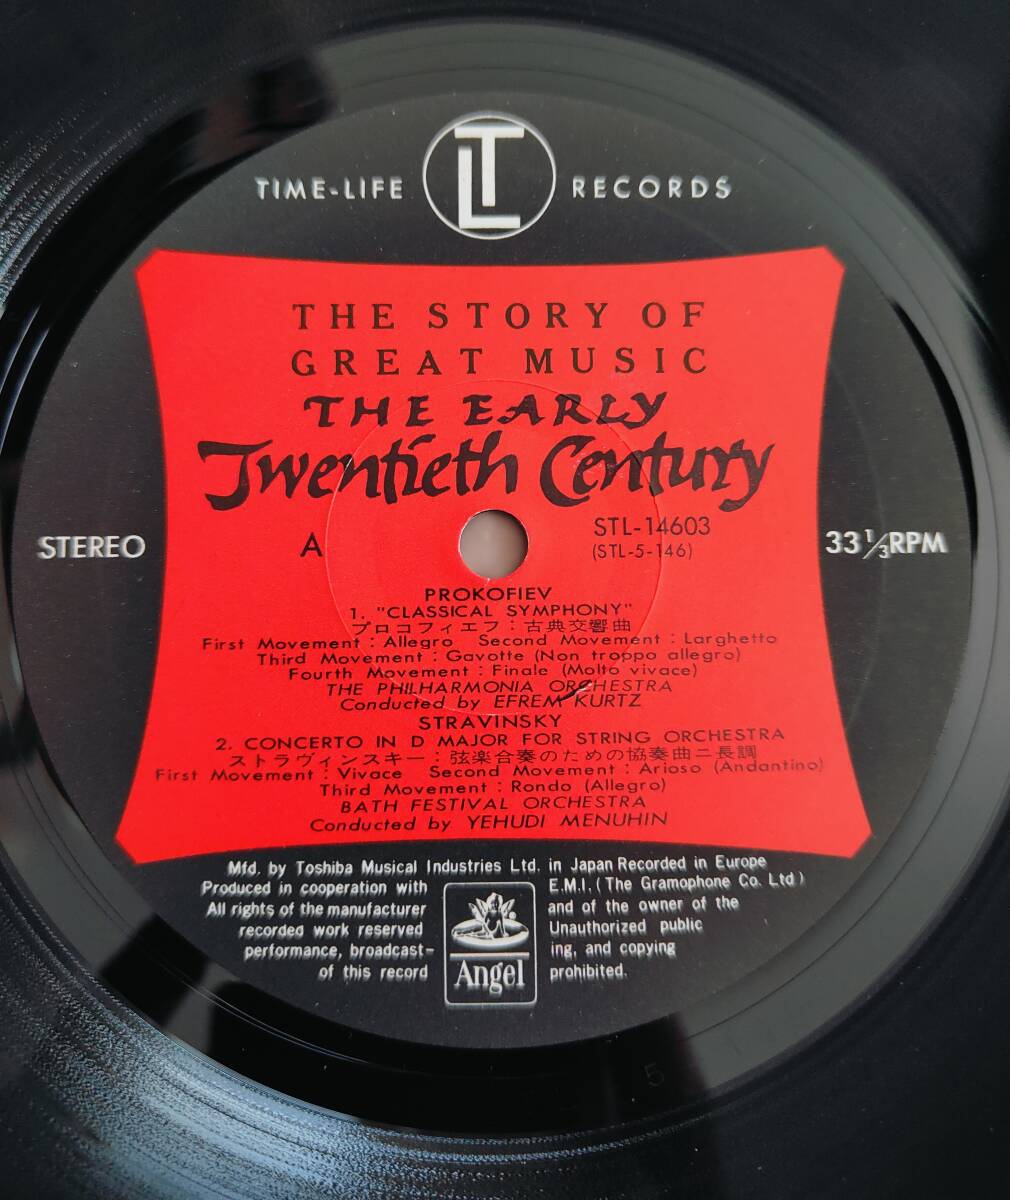 TIME-LIFE TL RECORDS
THE STORY OF
GREAT MUSIC
THE EARLY
Twentieth Century
STEREO A STL-14603 33 1/3 RPM
(STL-5-146)
PROKOFIEV
1. "CLASSICAL SYMPHONY"
プロコフィエフ：古典交響曲
First Movement : Allegro Second Movement : Larghetto
Third Movement : Gavotte (Non troppo allegro)
Fourth Movement : Finale (Molto vivace)
THE PHILHARMONIA ORCHESTRA
Conducted by EFREM KURTZ
STRAVINSKY
2. CONCERTO IN D MAJOR FOR STRING ORCHESTRA
ストラヴィンスキー：弦楽合奏のための協奏曲ニ長調
First Movement : Vivace Second Movement : Arioso (Andantino)
Third Movement : Rondo (Allegro)
BATH FESTIVAL ORCHESTRA
Conducted by YEHUDI MENUHIN
Mfd. by Toshiba Musical Industries Ltd. in Japan Recorded in Europe
Produced in cooperation with E.M.I. (The Gramophone Co. Ltd)
All rights of the manufacturer and of the owner of the
recorded work reserved Unauthorized public
performance, broadcast- ing, and copying
of this record prohibited.
Angel
5